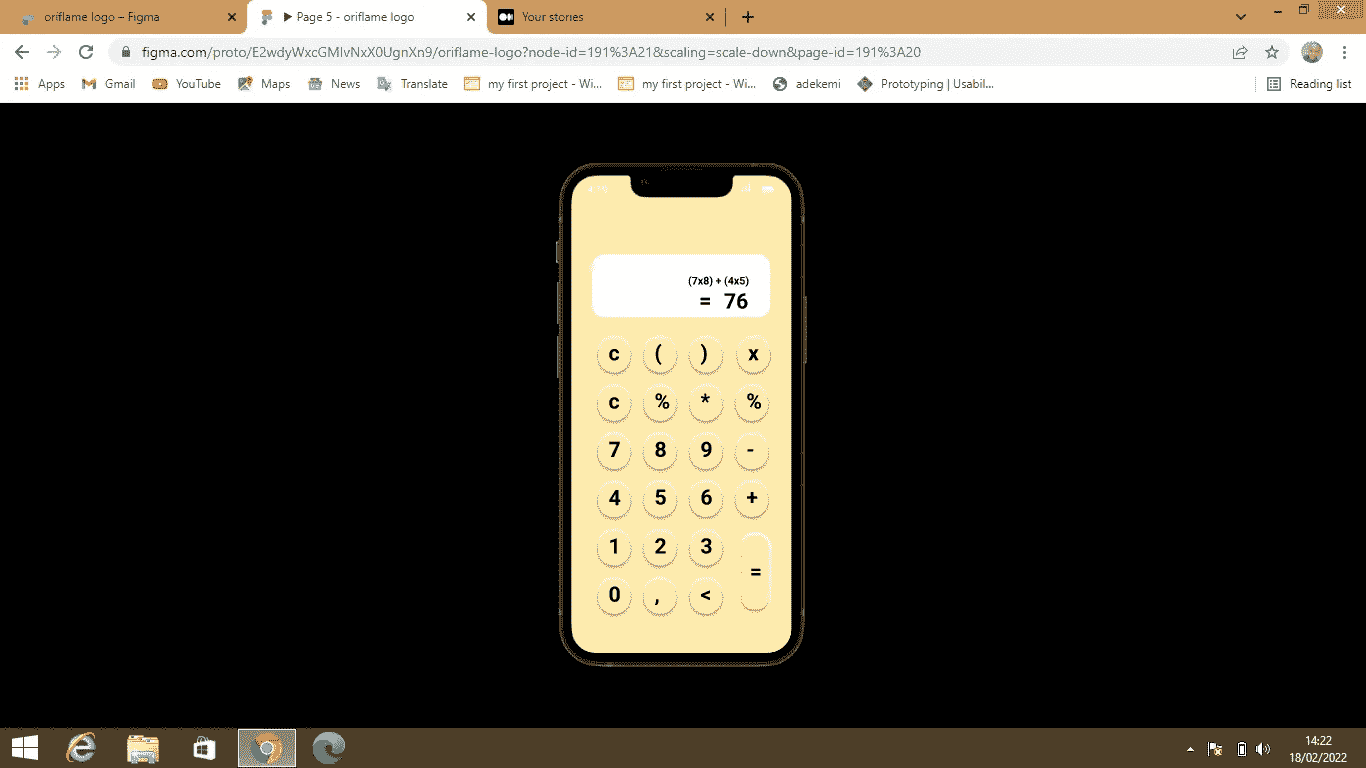 oriflame logo – Figma
Page 5 - oriflame logo
Your stories
figma.com/proto/E2wdyWxcGMlvNxX0UgnXn9/oriflame-logo?node-id=191%3A21&scaling=scale-down&page-id=191%3A20
Apps Gmail YouTube Maps News Translate my first project - Wi... my first project - Wi... adekemi Prototyping | Usabil... Reading list
(7x8) + (4x5)
= 76
c ( ) x
c % * %
7 8 9 -
4 5 6 +
1 2 3
=
0 , <
14:22
18/02/2022